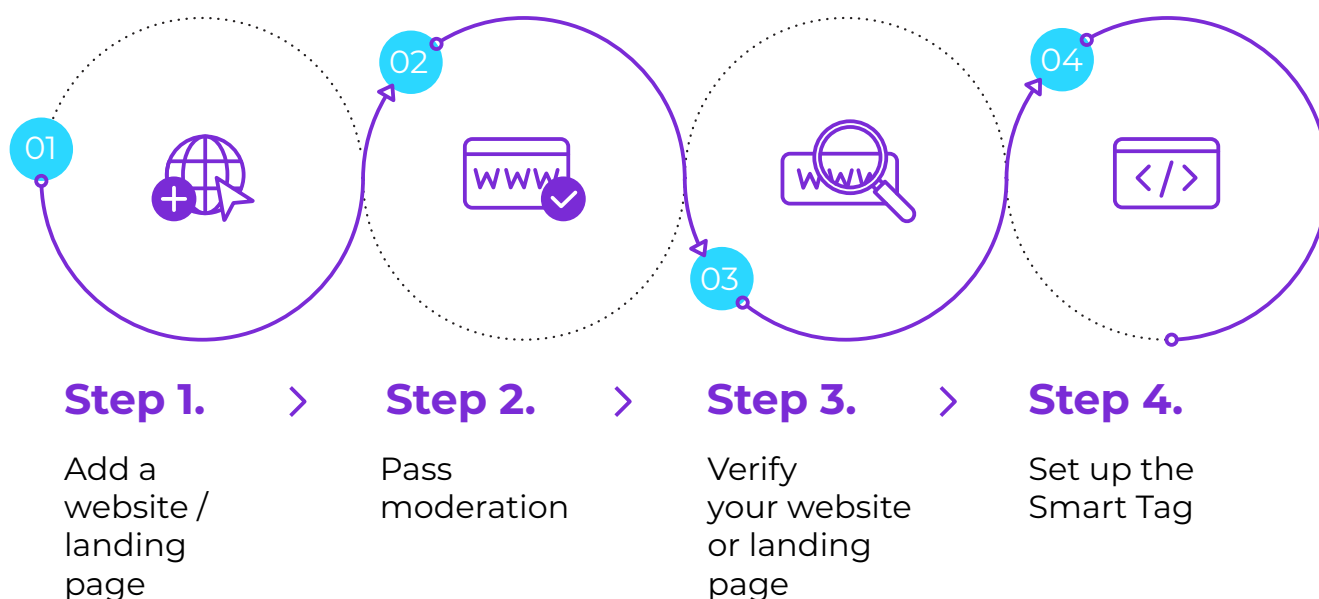 01
02
03
04
WWW
WWW
</>
Step 1.
Add a
website /
landing
page
Step 2.
Pass
moderation
Step 3.
Verify
your website
or landing
page
Step 4.
Set up the
Smart Tag